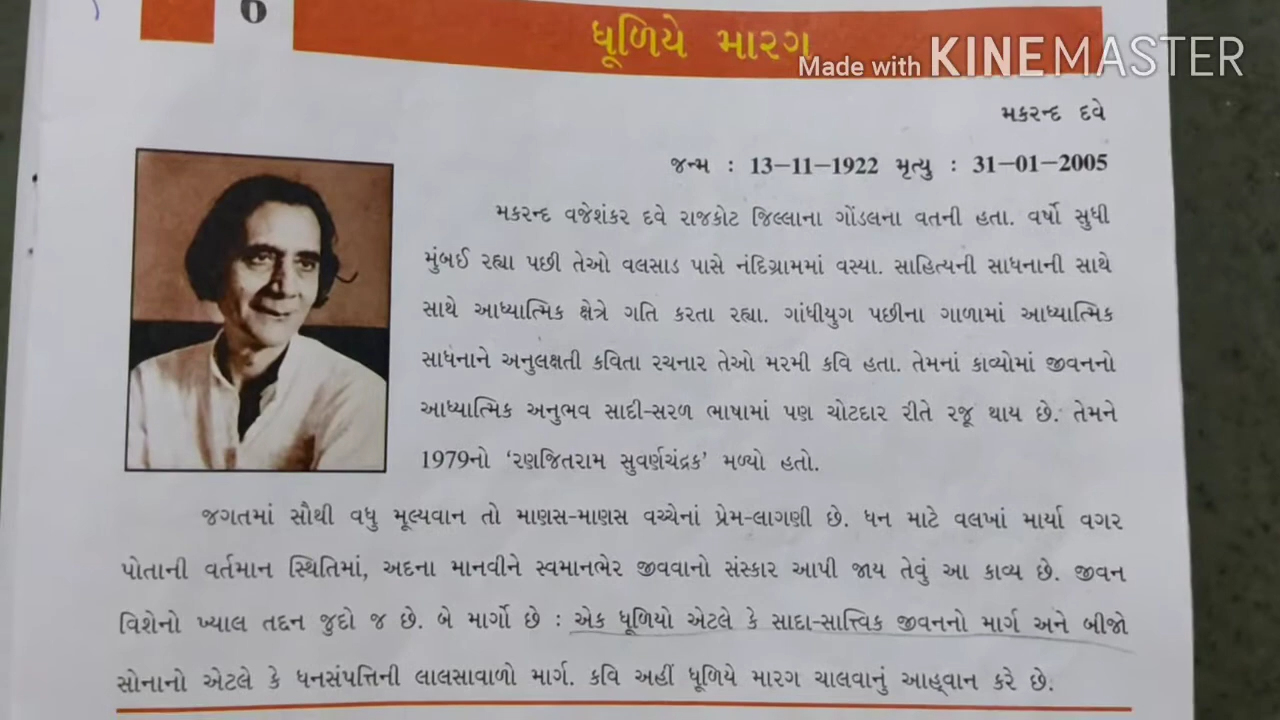 6
ધૂળિયે મારગ
Made with KINEMASTER
મકરન્દ દવે
જન્મ : 13–11–1922 મૃત્યુ : 31–01–2005
મકરન્દ વજેશંકર દવે રાજકોટ જિલ્લાના ગોંડલના વતની હતા. વર્ષો સુધી
મુંબઈ રહ્યા પછી તેઓ વલસાડ પાસે નંદિગ્રામમાં વસ્યા. સાહિત્યની સાધનાની સાથે
સાથે આધ્યાત્મિક ક્ષેત્રે ગતિ કરતા રહ્યા. ગાંધીયુગ પછીના ગાળામાં આધ્યાત્મિક
સાધનાને અનુલક્ષતી કવિતા રચનાર તેઓ મરમી કવિ હતા. તેમનાં કાવ્યોમાં જીવનનો
આધ્યાત્મિક અનુભવ સાદી-સરળ ભાષામાં પણ ચોટદાર રીતે રજૂ થાય છે. તેમને
1979નો ‘રણજિતરામ સુવર્ણચંદ્રક’ મળ્યો હતો.
જગતમાં સૌથી વધુ મૂલ્યવાન તો માણસ-માણસ વચ્ચેનાં પ્રેમ-લાગણી છે. ધન માટે વલખાં માર્યા વગર
પોતાની વર્તમાન સ્થિતિમાં, અદના માનવીને સ્વમાનભેર જીવવાનો સંસ્કાર આપી જાય તેવું આ કાવ્ય છે. જીવન
વિશેનો ખ્યાલ તદ્દન જુદો જ છે. બે માર્ગો છે : એક ધૂળિયો એટલે કે સાદા-સાત્ત્વિક જીવનનો માર્ગ અને બીજો
સોનાનો એટલે કે ધનસંપત્તિની લાલસાવાળો માર્ગ. કવિ અહીં ધૂળિયે મારગ ચાલવાનું આહ્‌વાન કરે છે.